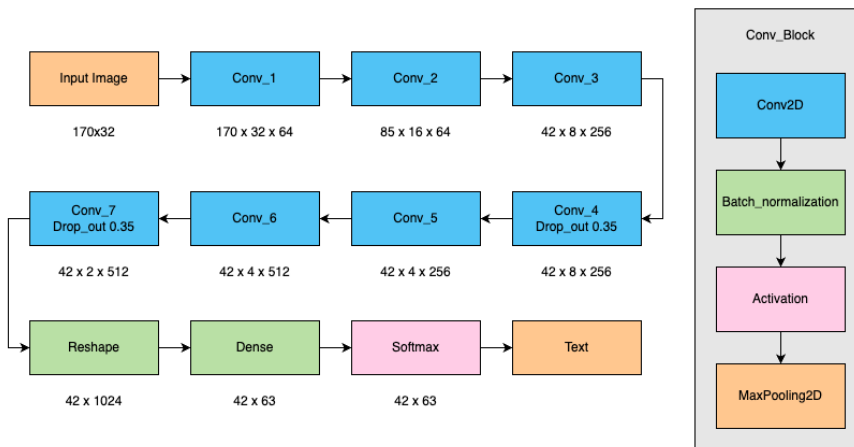 Input Image
Conv_1
Conv_2
Conv_3
170x32
170 x 32 x 64
85 x 16 x 64
42 x 8 x 256
Conv_7
Drop_out 0.35
Conv_6
Conv_5
Conv_4
Drop_out 0.35
42 x 2 x 512
42 x 4 x 512
42 x 4 x 256
42 x 8 x 256
Reshape
Dense
Softmax
Text
42 x 1024
42 x 63
42 x 63
Conv_Block
Conv2D
Batch_normalization
Activation
MaxPooling2D